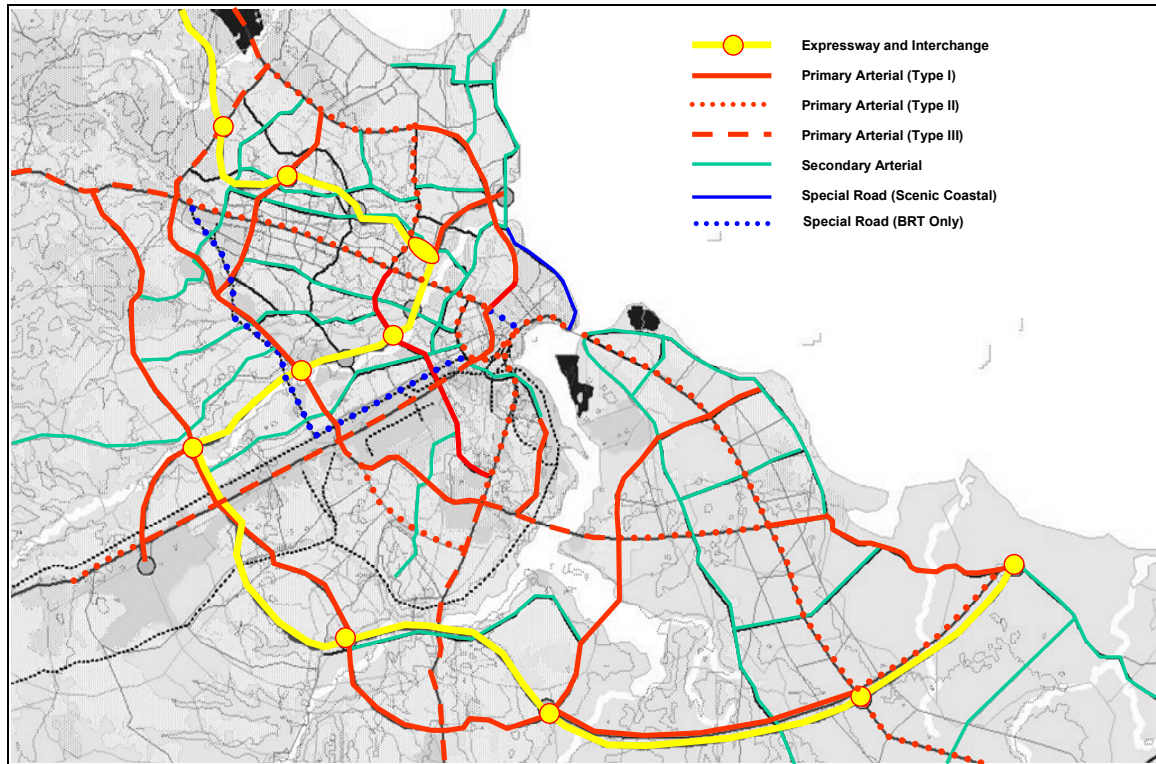 Expressway and Interchange
Primary Arterial (Type I)
Primary Arterial (Type II)
Primary Arterial (Type III)
Secondary Arterial
Special Road (Scenic Coastal)
Special Road (BRT Only)